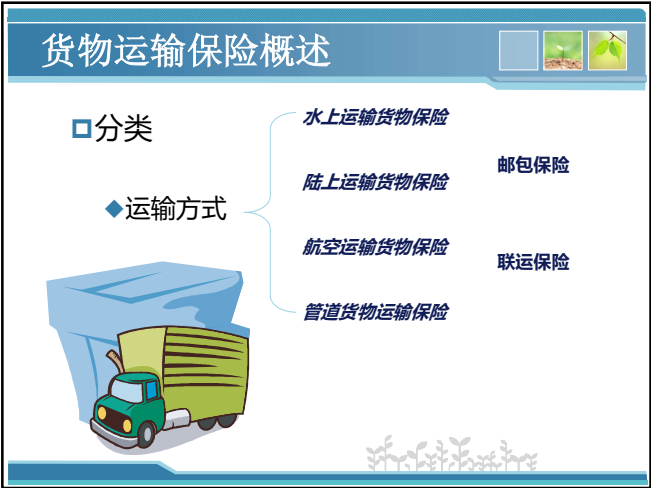 货物运输保险概述
分类
运输方式
水上运输货物保险
陆上运输货物保险
航空运输货物保险
管道货物运输保险
邮包保险
联运保险